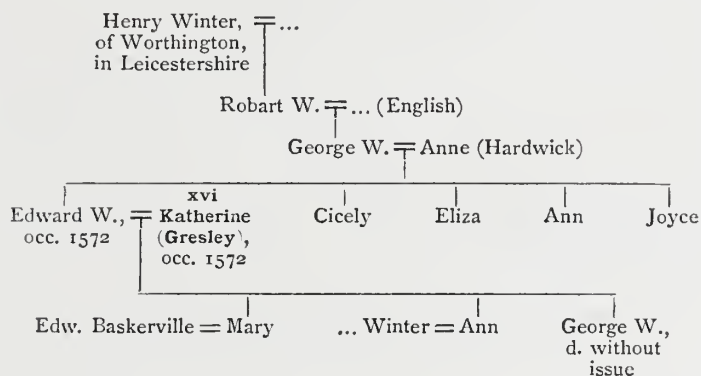 Henry Winter, = ...
of Worthington,
in Leicestershire
Robart W. = ... (English)
George W. = Anne (Hardwick)
xvi
Edward W., = Katherine Cicely Eliza Ann Joyce
occ. 1572 (Gresley),
occ. 1572
Edw. Baskerville = Mary ... Winter = Ann George W.,
d. without
issue